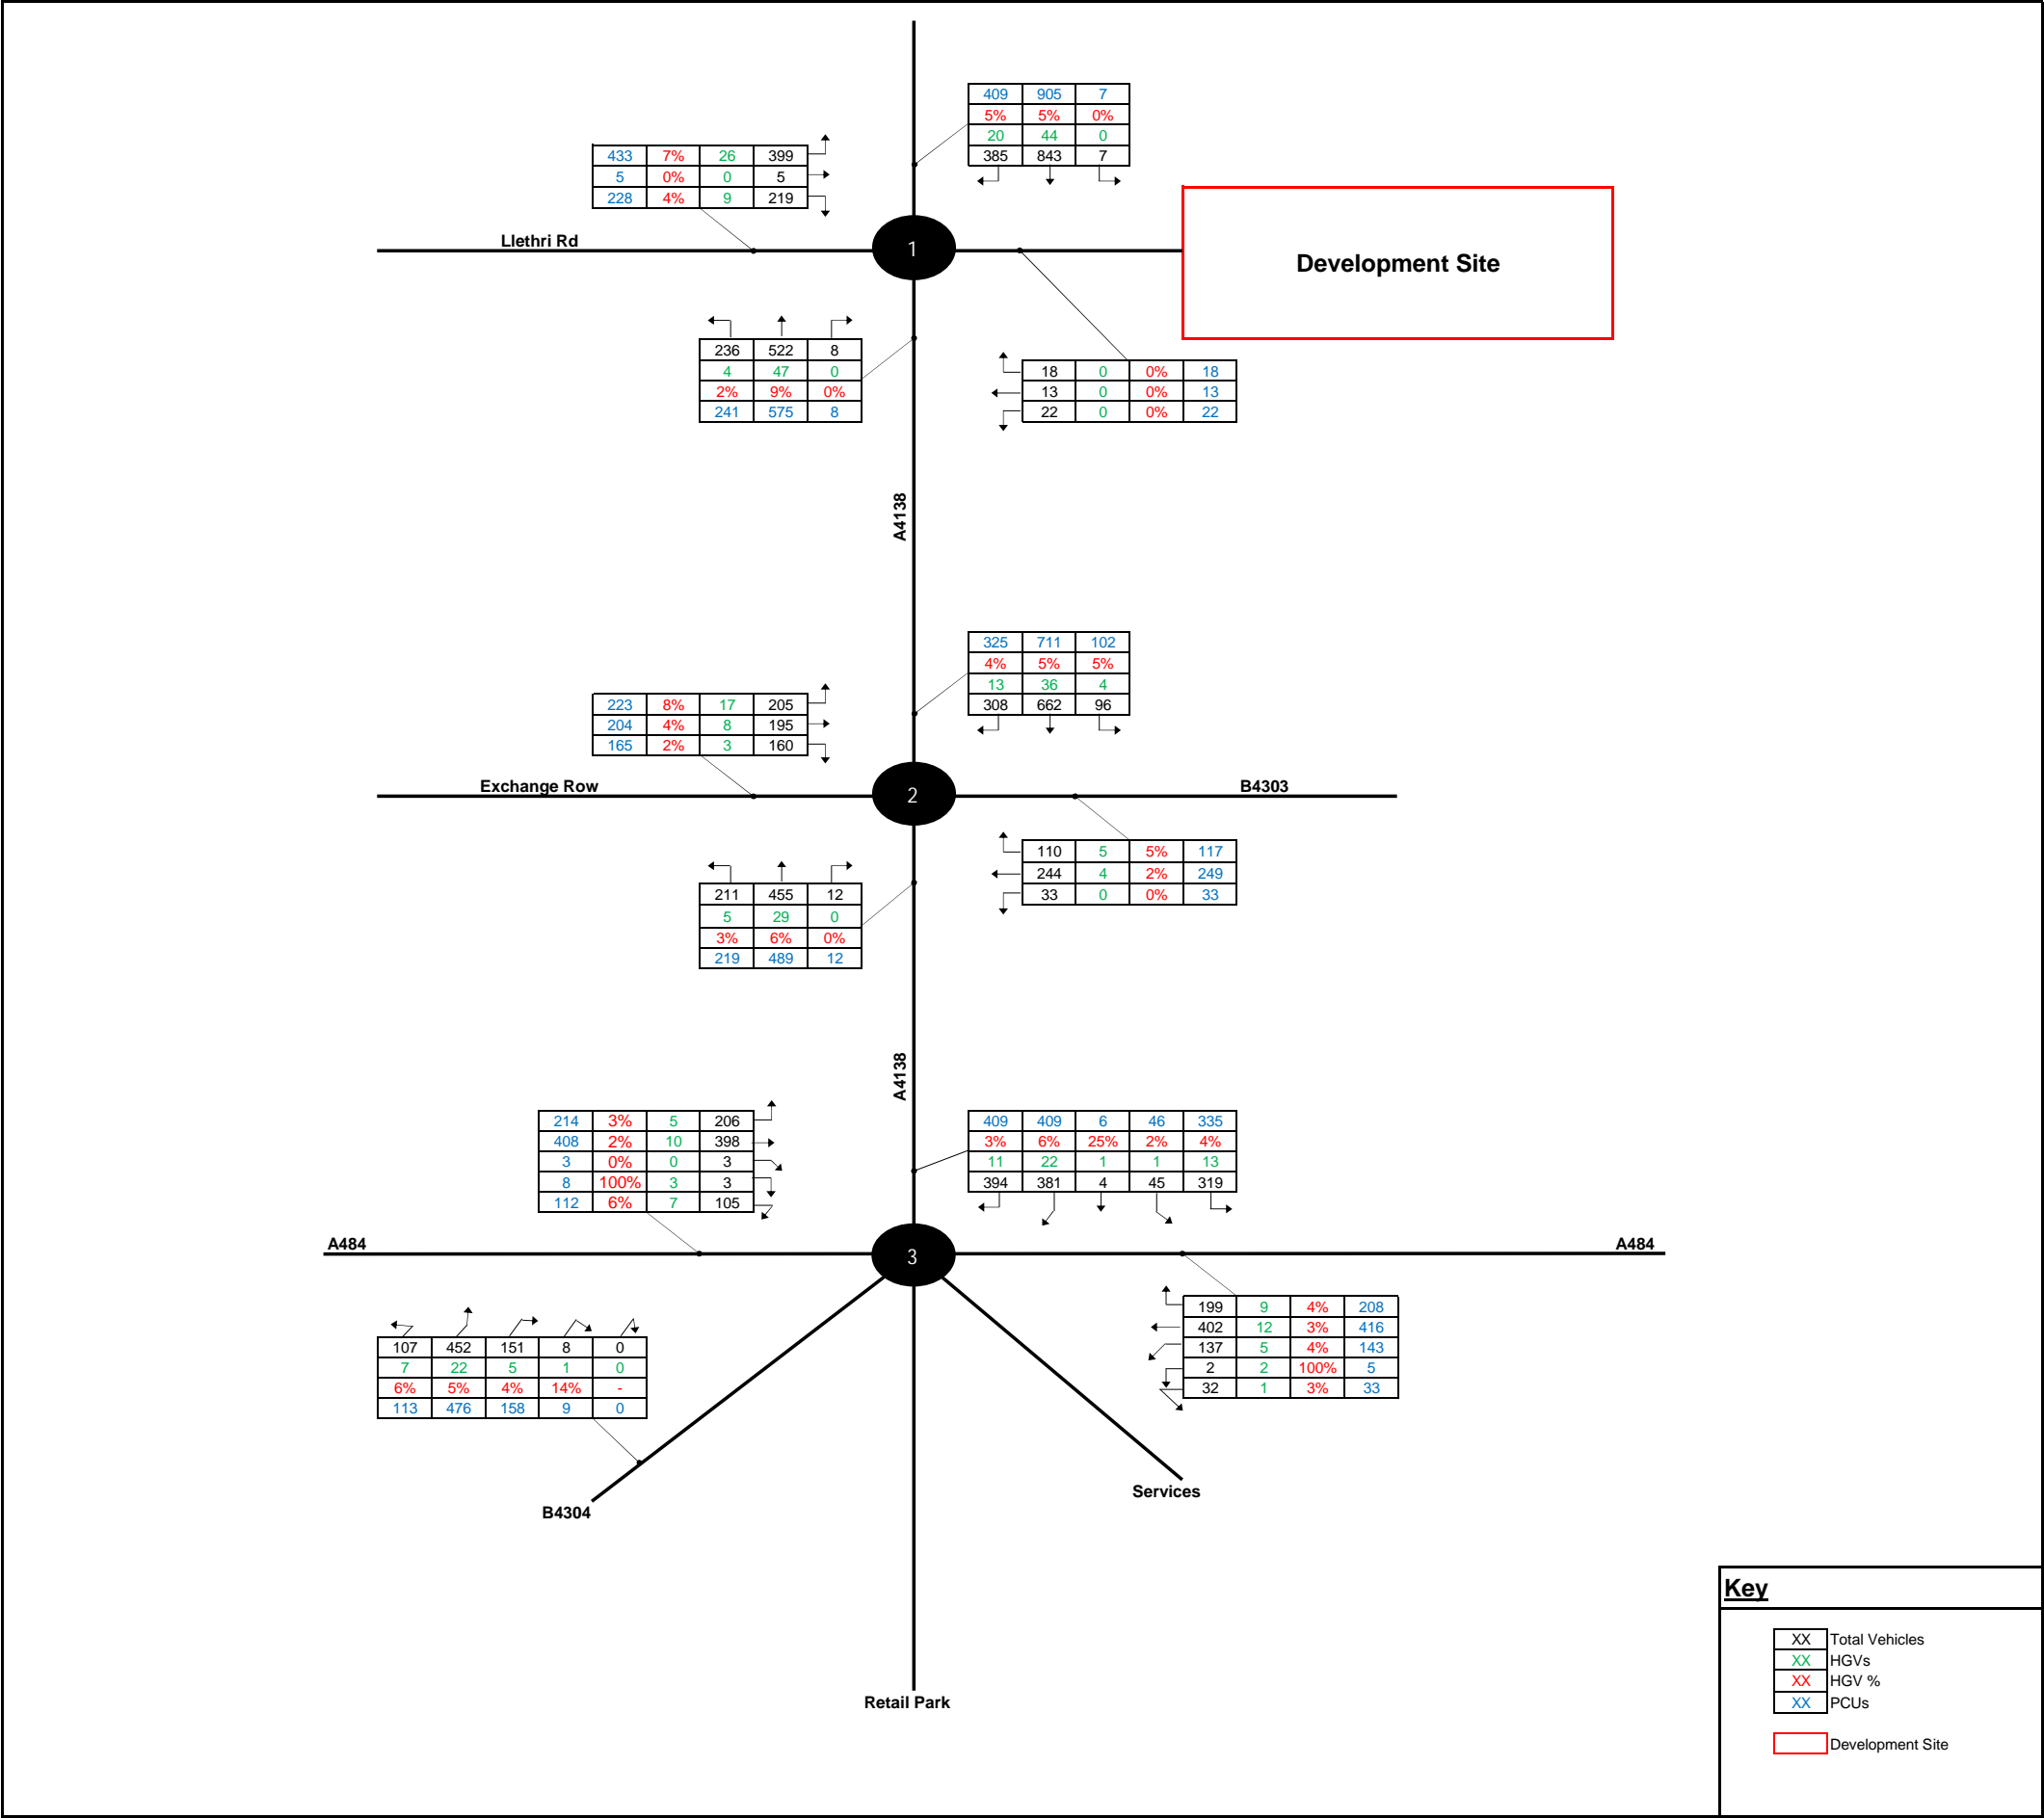 409 905 7
5% 5% 0%
20 44 0
385 843 7
433 7% 26 399
5 0% 0 5
228 4% 9 219
Llethri Rd
1
Development Site
236 522 8
4 47 0
2% 9% 0%
241 575 8
18 0 0% 18
13 0 0% 13
22 0 0% 22
A4138
325 711 102
4% 5% 5%
13 36 4
308 662 96
223 8% 17 205
204 4% 8 195
165 2% 3 160
Exchange Row
2
B4303
110 5 5% 117
244 4 2% 249
33 0 0% 33
211 455 12
5 29 0
3% 6% 0%
219 489 12
A4138
214 3% 5 206
408 2% 10 398
3 0% 0 3
8 100% 3 3
112 6% 7 105
409 409 6 46 335
3% 6% 25% 2% 4%
11 22 1 1 13
394 381 4 45 319
A484
3
A484
199 9 4% 208
402 12 3% 416
137 5 4% 143
2 2 100% 5
32 1 3% 33
107 452 151 8 0
7 22 5 1 0
6% 5% 4% 14% -
113 476 158 9 0
B4304
Services
Retail Park
Key
XX Total Vehicles
XX HGVs
XX HGV %
XX PCUs
Development Site